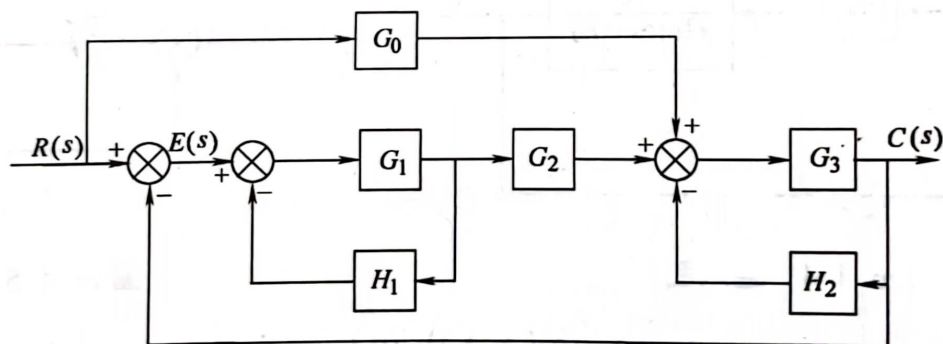 G₀
R(s) + E(s) + G₁ G₂ + + G₃ C(s)
− − −
H₁ H₂